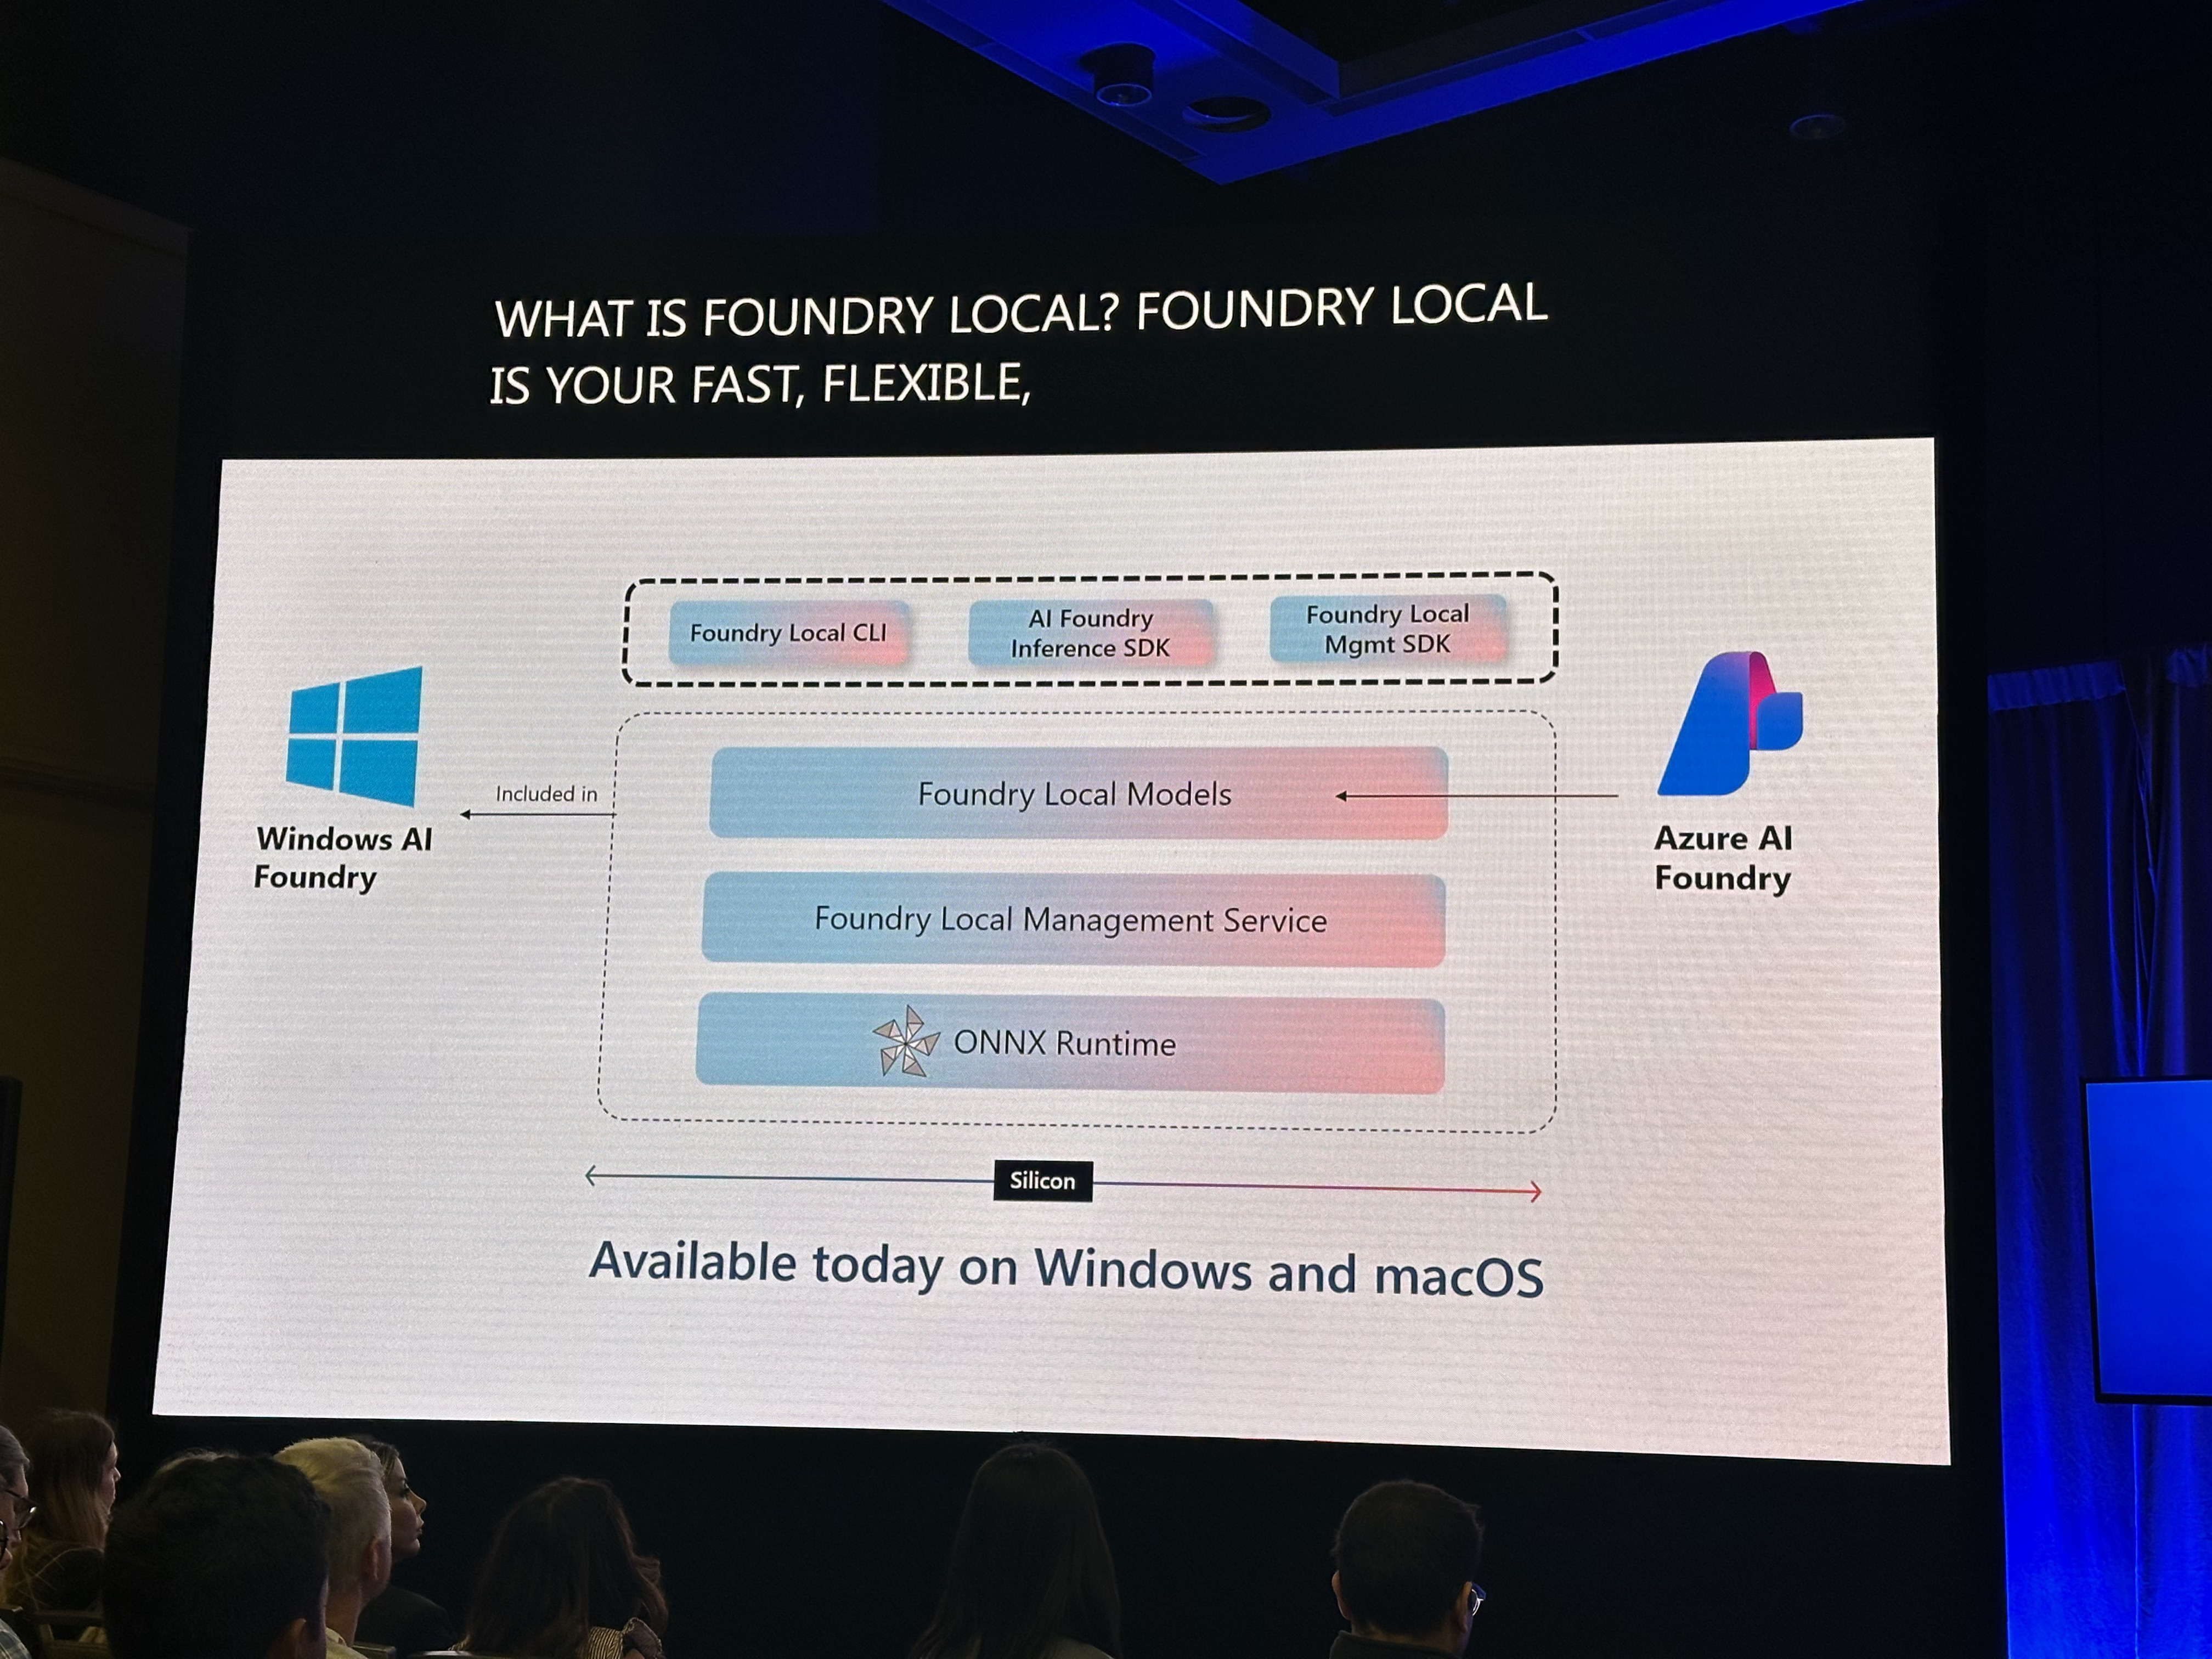 WHAT IS FOUNDRY LOCAL? FOUNDRY LOCAL
IS YOUR FAST, FLEXIBLE,
Foundry Local CLI
AI Foundry
Inference SDK
Foundry Local
Mgmt SDK
Included in
Windows AI
Foundry
Foundry Local Models
Azure AI
Foundry
Foundry Local Management Service
ONNX Runtime
Silicon
Available today on Windows and macOS